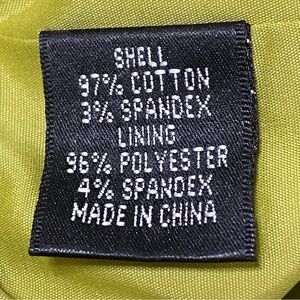 SHELL
97% COTTON
3% SPANDEX
LINING
96% POLYESTER
4% SPANDEX
MADE IN CHINA